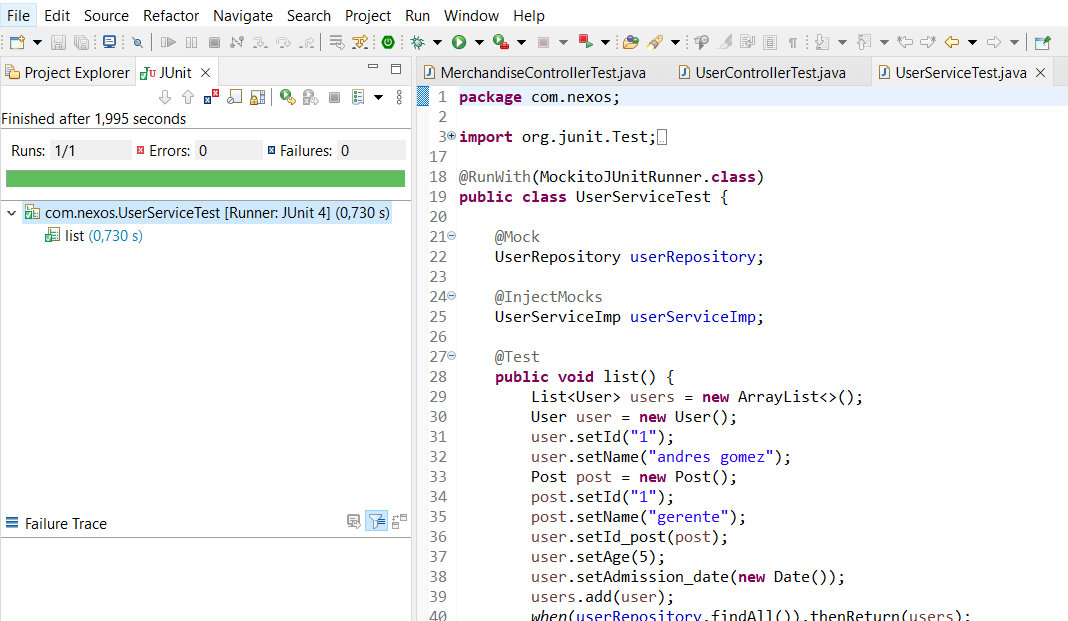 File Edit Source Refactor Navigate Search Project Run Window Help
Project Explorer JUnit
Finished after 1,995 seconds
Runs: 1/1 Errors: 0 Failures: 0
com.nexos.UserServiceTest [Runner: JUnit 4] (0,730 s)
list (0,730 s)
Failure Trace
MerchandiseControllerTest.java UserControllerTest.java UserServiceTest.java
1 package com.nexos;
2
3 import org.junit.Test;
17
18 @RunWith(MockitoJUnitRunner.class)
19 public class UserServiceTest {
20
21 @Mock
22 UserRepository userRepository;
23
24 @InjectMocks
25 UserServiceImp userServiceImp;
26
27 @Test
28 public void list() {
29 List<User> users = new ArrayList<>();
30 User user = new User();
31 user.setId("1");
32 user.setName("andres gomez");
33 Post post = new Post();
34 post.setId("1");
35 post.setName("gerente");
36 user.setId_post(post);
37 user.setAge(5);
38 user.setAdmission_date(new Date());
39 users.add(user);
40 when(userRepository.findAll()).thenReturn(users);